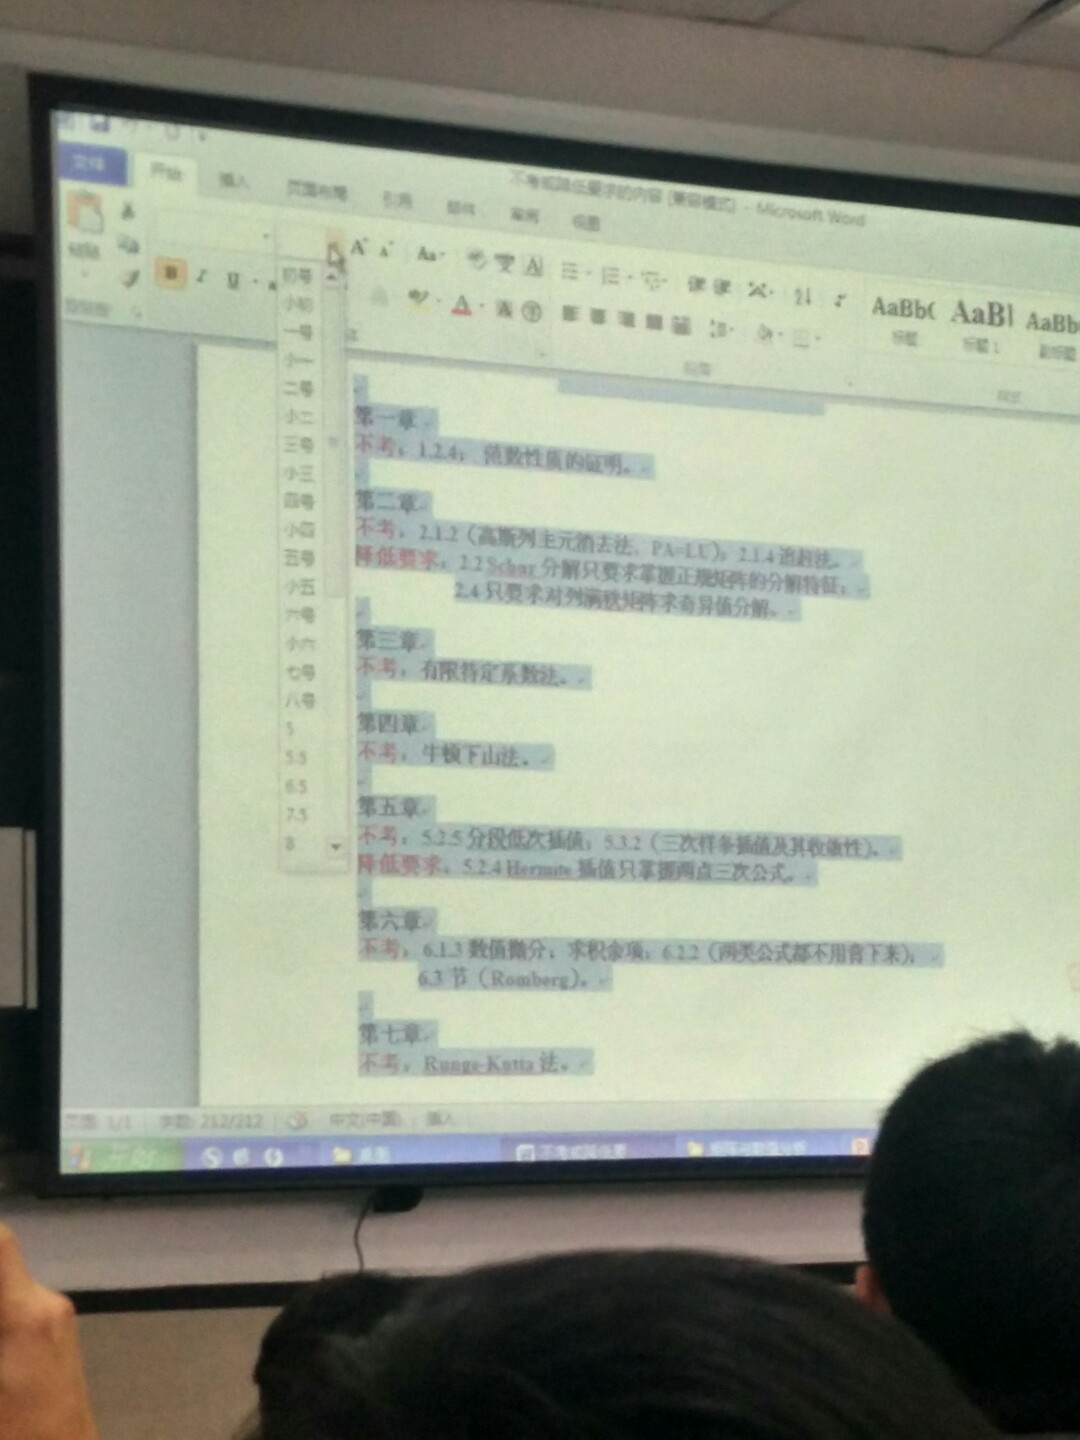 不考或降低要求的内容 [兼容模式] - Microsoft Word
文件 开始 插入 页面布局 引用 邮件 审阅 视图
AaBb( AaBl AaBb
标题 标题 1 副标题
初号
小初
一号
小一
二号
小二
三号
小三
四号
小四
五号
小五
六号
小六
七号
八号
5
5.5
6.5
7.5
8
第一章
不考：1.2.4； 范数性质的证明。
第二章
不考：2.1.2（高斯列主元消去法、PA=LU）；2.1.4 追赶法。
降低要求：2.2 Schur 分解只要求掌握正规矩阵的分解特征；
2.4 只要求对列满秩矩阵求奇异值分解。
第三章
不考：有限待定系数法。
第四章
不考：牛顿下山法。
第五章
不考：5.2.5 分段低次插值；5.3.2（三次样条插值及其收敛性）。
降低要求：5.2.4 Hermite 插值只掌握两点三次公式。
第六章
不考：6.1.3 数值微分；求积余项；6.2.2（两类公式都不用背下来）；
6.3 节（Romberg）。
第七章
不考：Runge-Kutta 法。
页面: 1/1 字数: 212/212 中文(中国) 插入
开始 桌面 不考或降低要 矩阵与数值分析